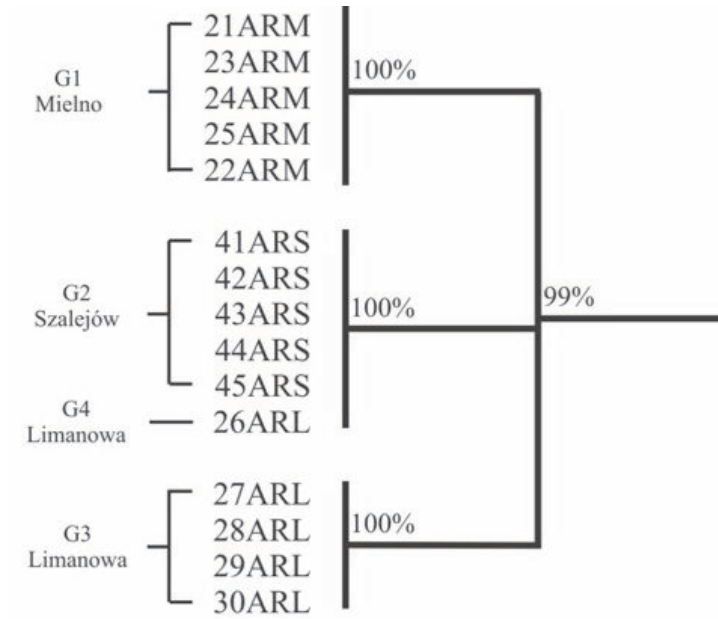 21ARM
23ARM
24ARM
25ARM
22ARM
G1
Mielno
100%
41ARS
42ARS
43ARS
44ARS
45ARS
G2
Szalejów
100%
99%
26ARL
G4
Limanowa
27ARL
28ARL
29ARL
30ARL
G3
Limanowa
100%